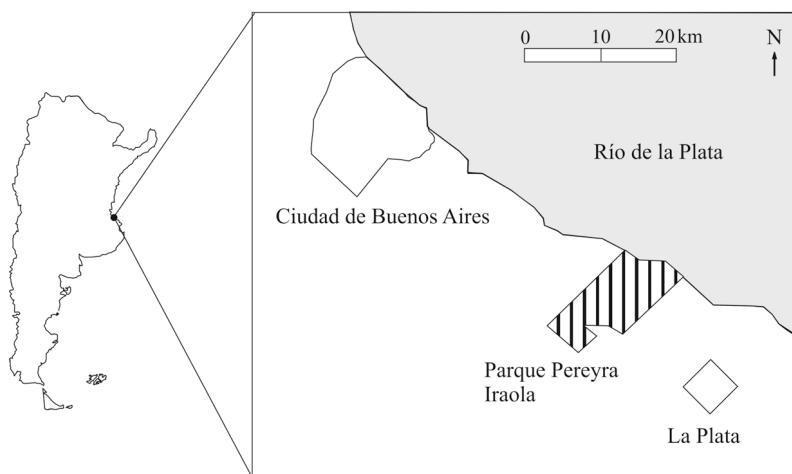 0 10 20 km
N
Río de la Plata
Ciudad de Buenos Aires
Parque Pereyra
Iraola
La Plata